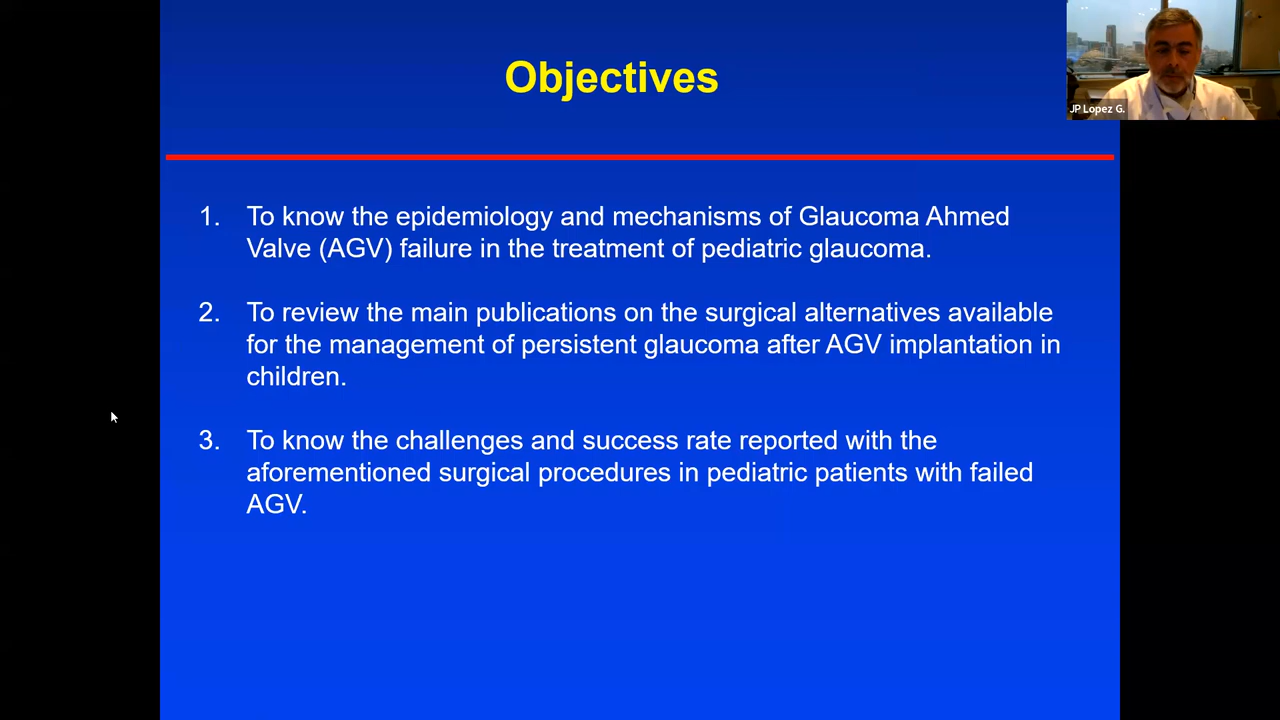 Objectives
JP Lopez G.
1. To know the epidemiology and mechanisms of Glaucoma Ahmed
Valve (AGV) failure in the treatment of pediatric glaucoma.
2. To review the main publications on the surgical alternatives available
for the management of persistent glaucoma after AGV implantation in
children.
3. To know the challenges and success rate reported with the
aforementioned surgical procedures in pediatric patients with failed
AGV.